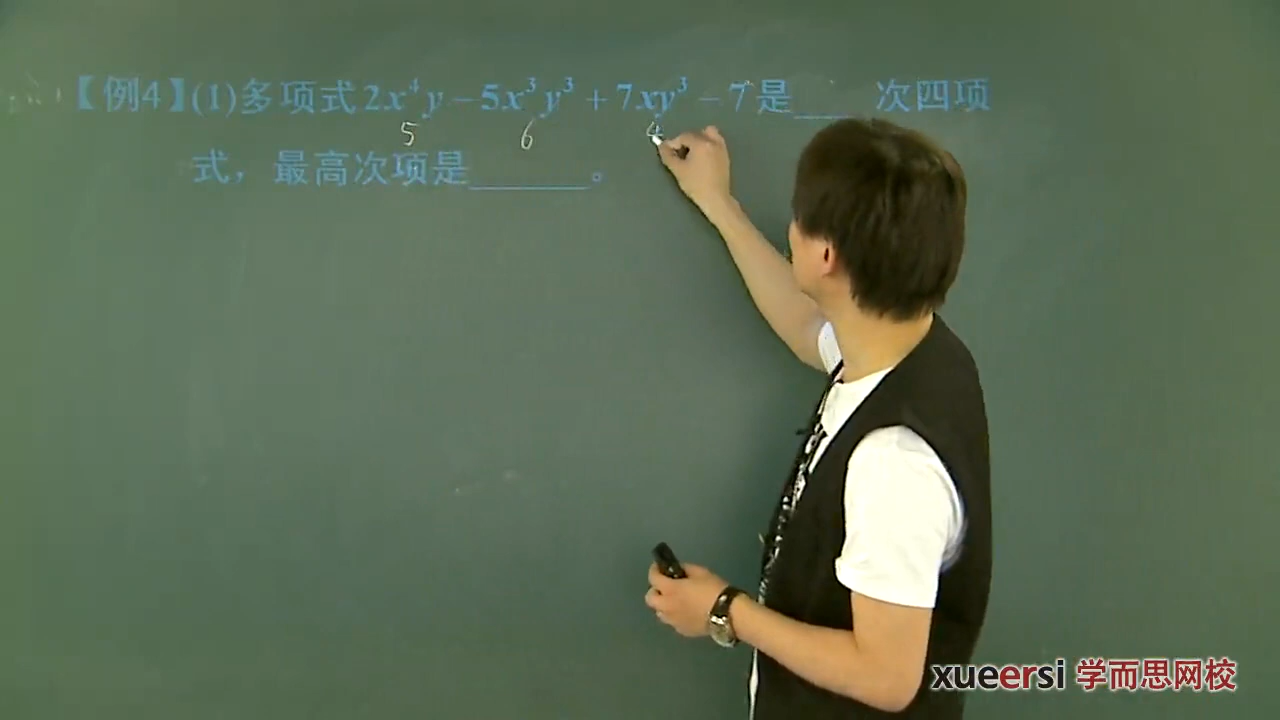 【例4】(1)多项式 2x⁴y－5x³y³＋7xy³－7是____次四项
5 6 4
式，最高次项是______。
xueersi 学而思网校